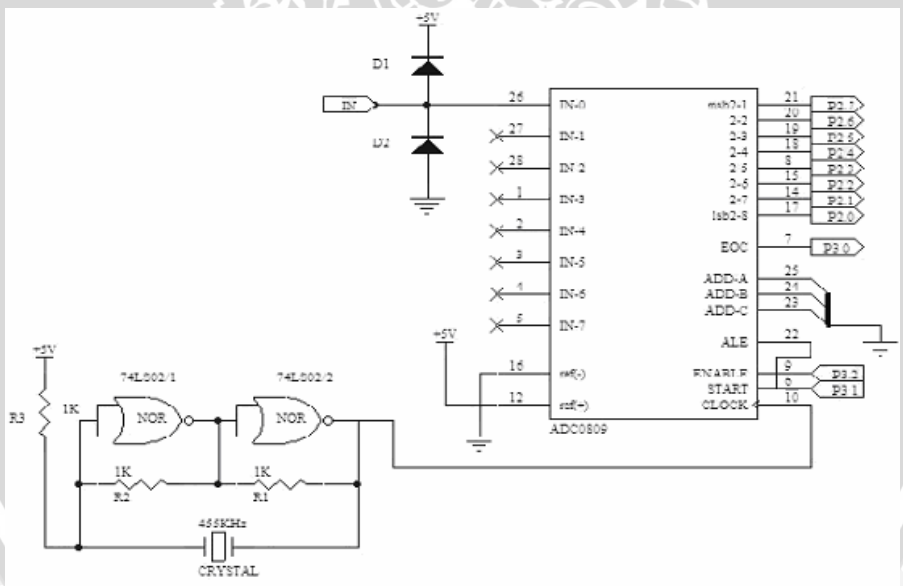 +5V
D1
IN
D2
26
27
28
1
2
3
4
5
16
12
IN-0
IN-1
IN-2
IN-3
IN-4
IN-5
IN-6
IN-7
ref(-)
ref(+)
msb2-1
2-2
2-3
2-4
2-5
2-6
2-7
lsb2-8
EOC
ADD-A
ADD-B
ADD-C
ALE
ENABLE
START
CLOCK
21
20
19
18
8
15
14
17
7
25
24
23
22
9
6
10
P2.7
P2.6
P2.5
P2.4
P2.3
P2.2
P2.1
P2.0
P3.0
P3.2
P3.1
ADC0809
+5V
+5V
R3
1K
74LS02/1
74LS02/2
NOR
NOR
1K
R2
1K
R1
455KHz
CRYSTAL